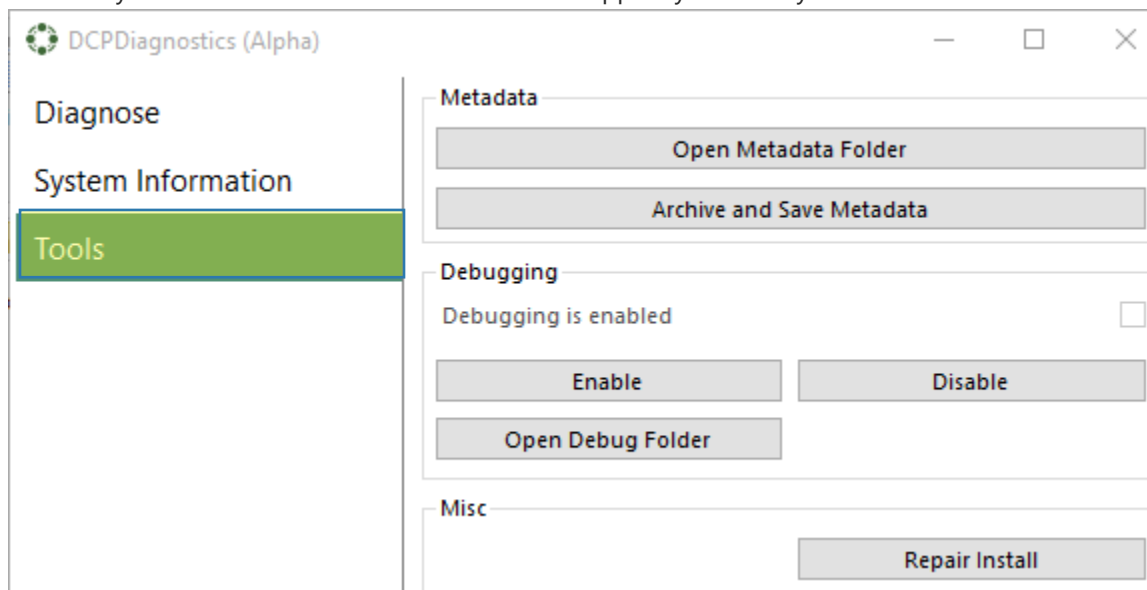 DCPDiagnostics (Alpha)
Diagnose
System Information
Tools
Metadata
Open Metadata Folder
Archive and Save Metadata
Debugging
Debugging is enabled
Enable
Disable
Open Debug Folder
Misc
Repair Install